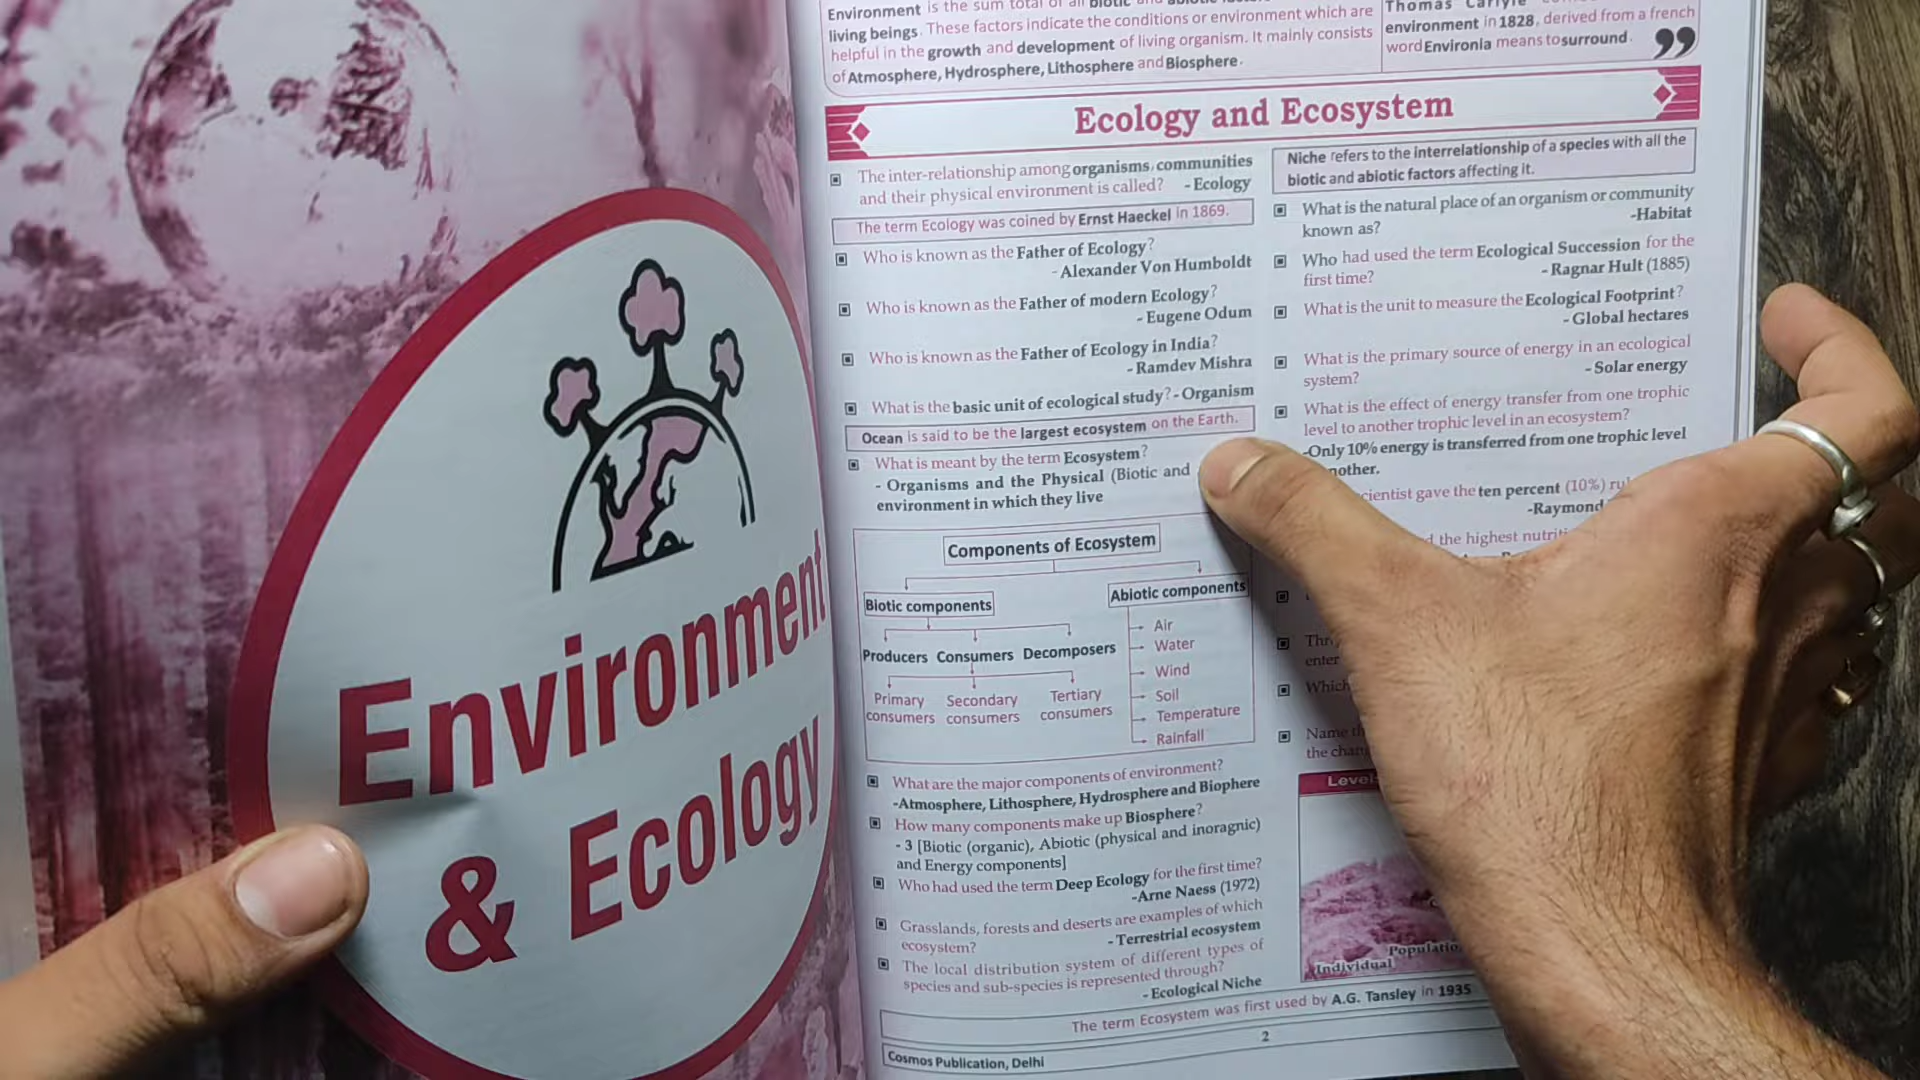 Environment
& Ecology
Environment is the sum total of all biotic and abiotic
living beings. These factors indicate the conditions or environment which are
helpful in the growth and development of living organism. It mainly consists
of Atmosphere, Hydrosphere, Lithosphere and Biosphere.
Thomas Carlyle
environment in 1828, derived from a french
word Environia means to surround.
Ecology and Ecosystem
The inter-relationship among organisms, communities
and their physical environment is called? - Ecology
The term Ecology was coined by Ernst Haeckel in 1869.
Who is known as the Father of Ecology?
- Alexander Von Humboldt
Who is known as the Father of modern Ecology?
- Eugene Odum
Who is known as the Father of Ecology in India?
- Ramdev Mishra
What is the basic unit of ecological study? - Organism
Ocean is said to be the largest ecosystem on the Earth.
What is meant by the term Ecosystem?
- Organisms and the Physical (Biotic and
environment in which they live
Components of Ecosystem
Biotic components
Abiotic components
Producers Consumers Decomposers
Primary consumers
Secondary consumers
Tertiary consumers
Air
Water
Wind
Soil
Temperature
Rainfall
What are the major components of environment?
-Atmosphere, Lithosphere, Hydrosphere and Biophere
How many components make up Biosphere?
- 3 [Biotic (organic), Abiotic (physical and inoragnic)
and Energy components]
Who had used the term Deep Ecology for the first time?
-Arne Naess (1972)
Grasslands, forests and deserts are examples of which
ecosystem? - Terrestrial ecosystem
The local distribution system of different types of
species and sub-species is represented through?
- Ecological Niche
Niche refers to the interrelationship of a species with all the
biotic and abiotic factors affecting it.
What is the natural place of an organism or community
known as? -Habitat
Who had used the term Ecological Succession for the
first time? - Ragnar Hult (1885)
What is the unit to measure the Ecological Footprint?
- Global hectares
What is the primary source of energy in an ecological
system? - Solar energy
What is the effect of energy transfer from one trophic
level to another trophic level in an ecosystem?
-Only 10% energy is transferred from one trophic level
another.
scientist gave the ten percent (10%)
-Raymond
the highest
enter
Which
Name
the
Level
Individual
The term Ecosystem was first used by A.G. Tansley in 1935
2
Cosmos Publication, Delhi